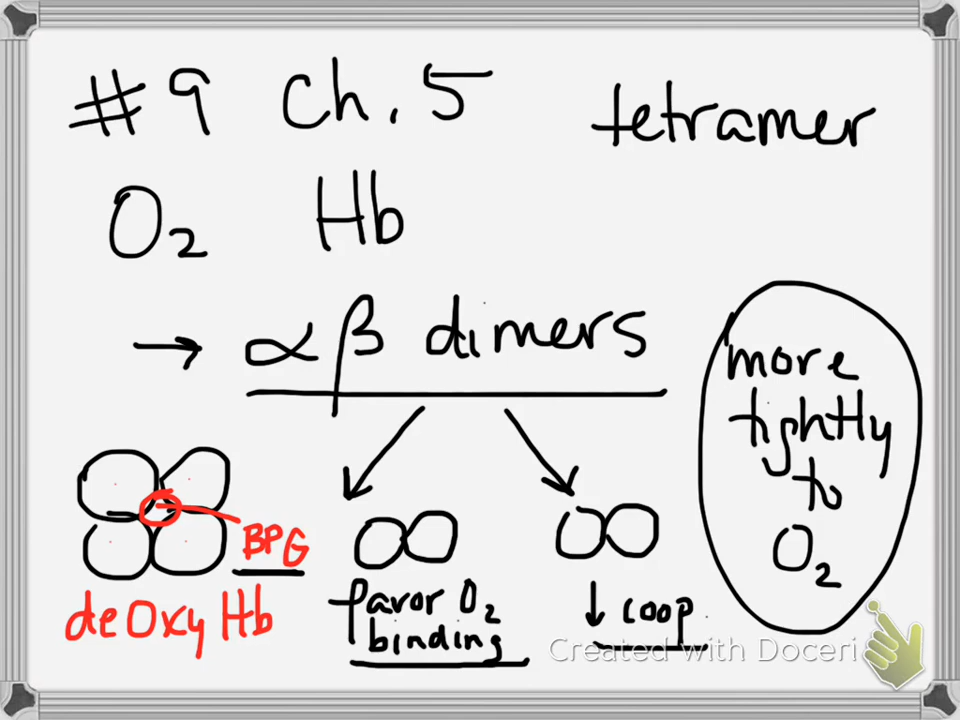 #9 Ch. 5
tetramer
O2 Hb
→ αβ dimers
more
tightly
to
O2
BPG
deoxy Hb
favor O2
binding
↓ coop
Created with Doceri